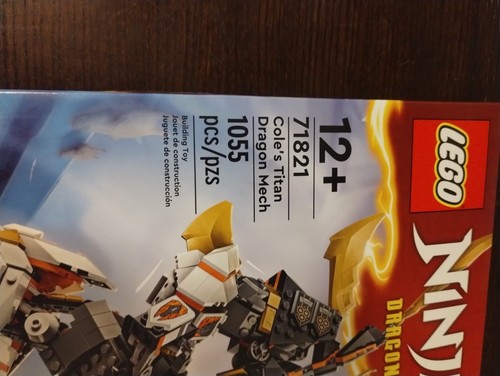 LEGO
NINJ
DRAGON
12+
71821
Cole's Titan
Dragon Mech
1055
pcs/pzs
Building Toy
Jouet de construction
Juguete de construcción